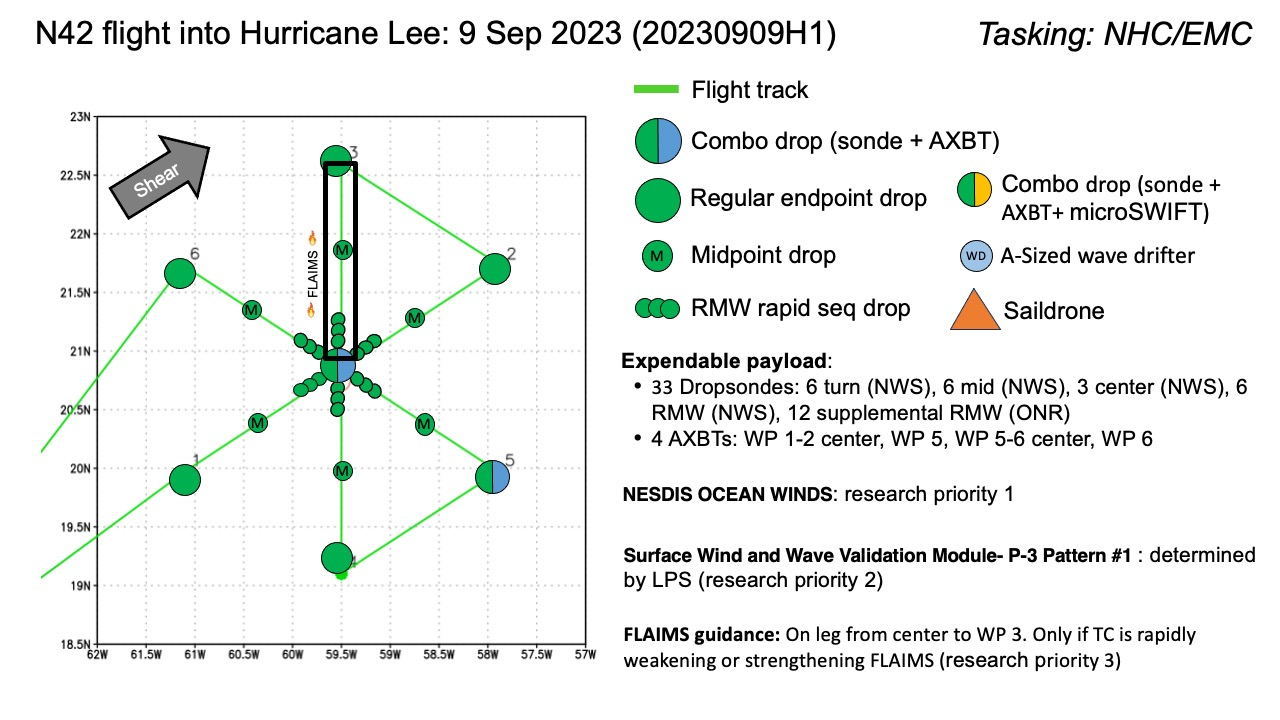 N42 flight into Hurricane Lee: 9 Sep 2023 (20230909H1)
Tasking: NHC/EMC
Flight track
Combo drop (sonde + AXBT)
Regular endpoint drop
Combo drop (sonde +
AXBT+ microSWIFT)
M
Midpoint drop
WD
A-Sized wave drifter
RMW rapid seq drop
Saildrone
Expendable payload:
• 33 Dropsondes: 6 turn (NWS), 6 mid (NWS), 3 center (NWS), 6
RMW (NWS), 12 supplemental RMW (ONR)
• 4 AXBTs: WP 1-2 center, WP 5, WP 5-6 center, WP 6
NESDIS OCEAN WINDS: research priority 1
Surface Wind and Wave Validation Module- P-3 Pattern #1 : determined
by LPS (research priority 2)
FLAIMS guidance: On leg from center to WP 3. Only if TC is rapidly
weakening or strengthening FLAIMS (research priority 3)
23N
22.5N
22N
21.5N
21N
20.5N
20N
19.5N
19N
18.5N
62W 61.5W 61W 60.5W 60W 59.5W 59W 58.5W 58W 57.5W 57W
Shear
3
6
2
M
FLAIMS
M
M
M
M
1
5
M